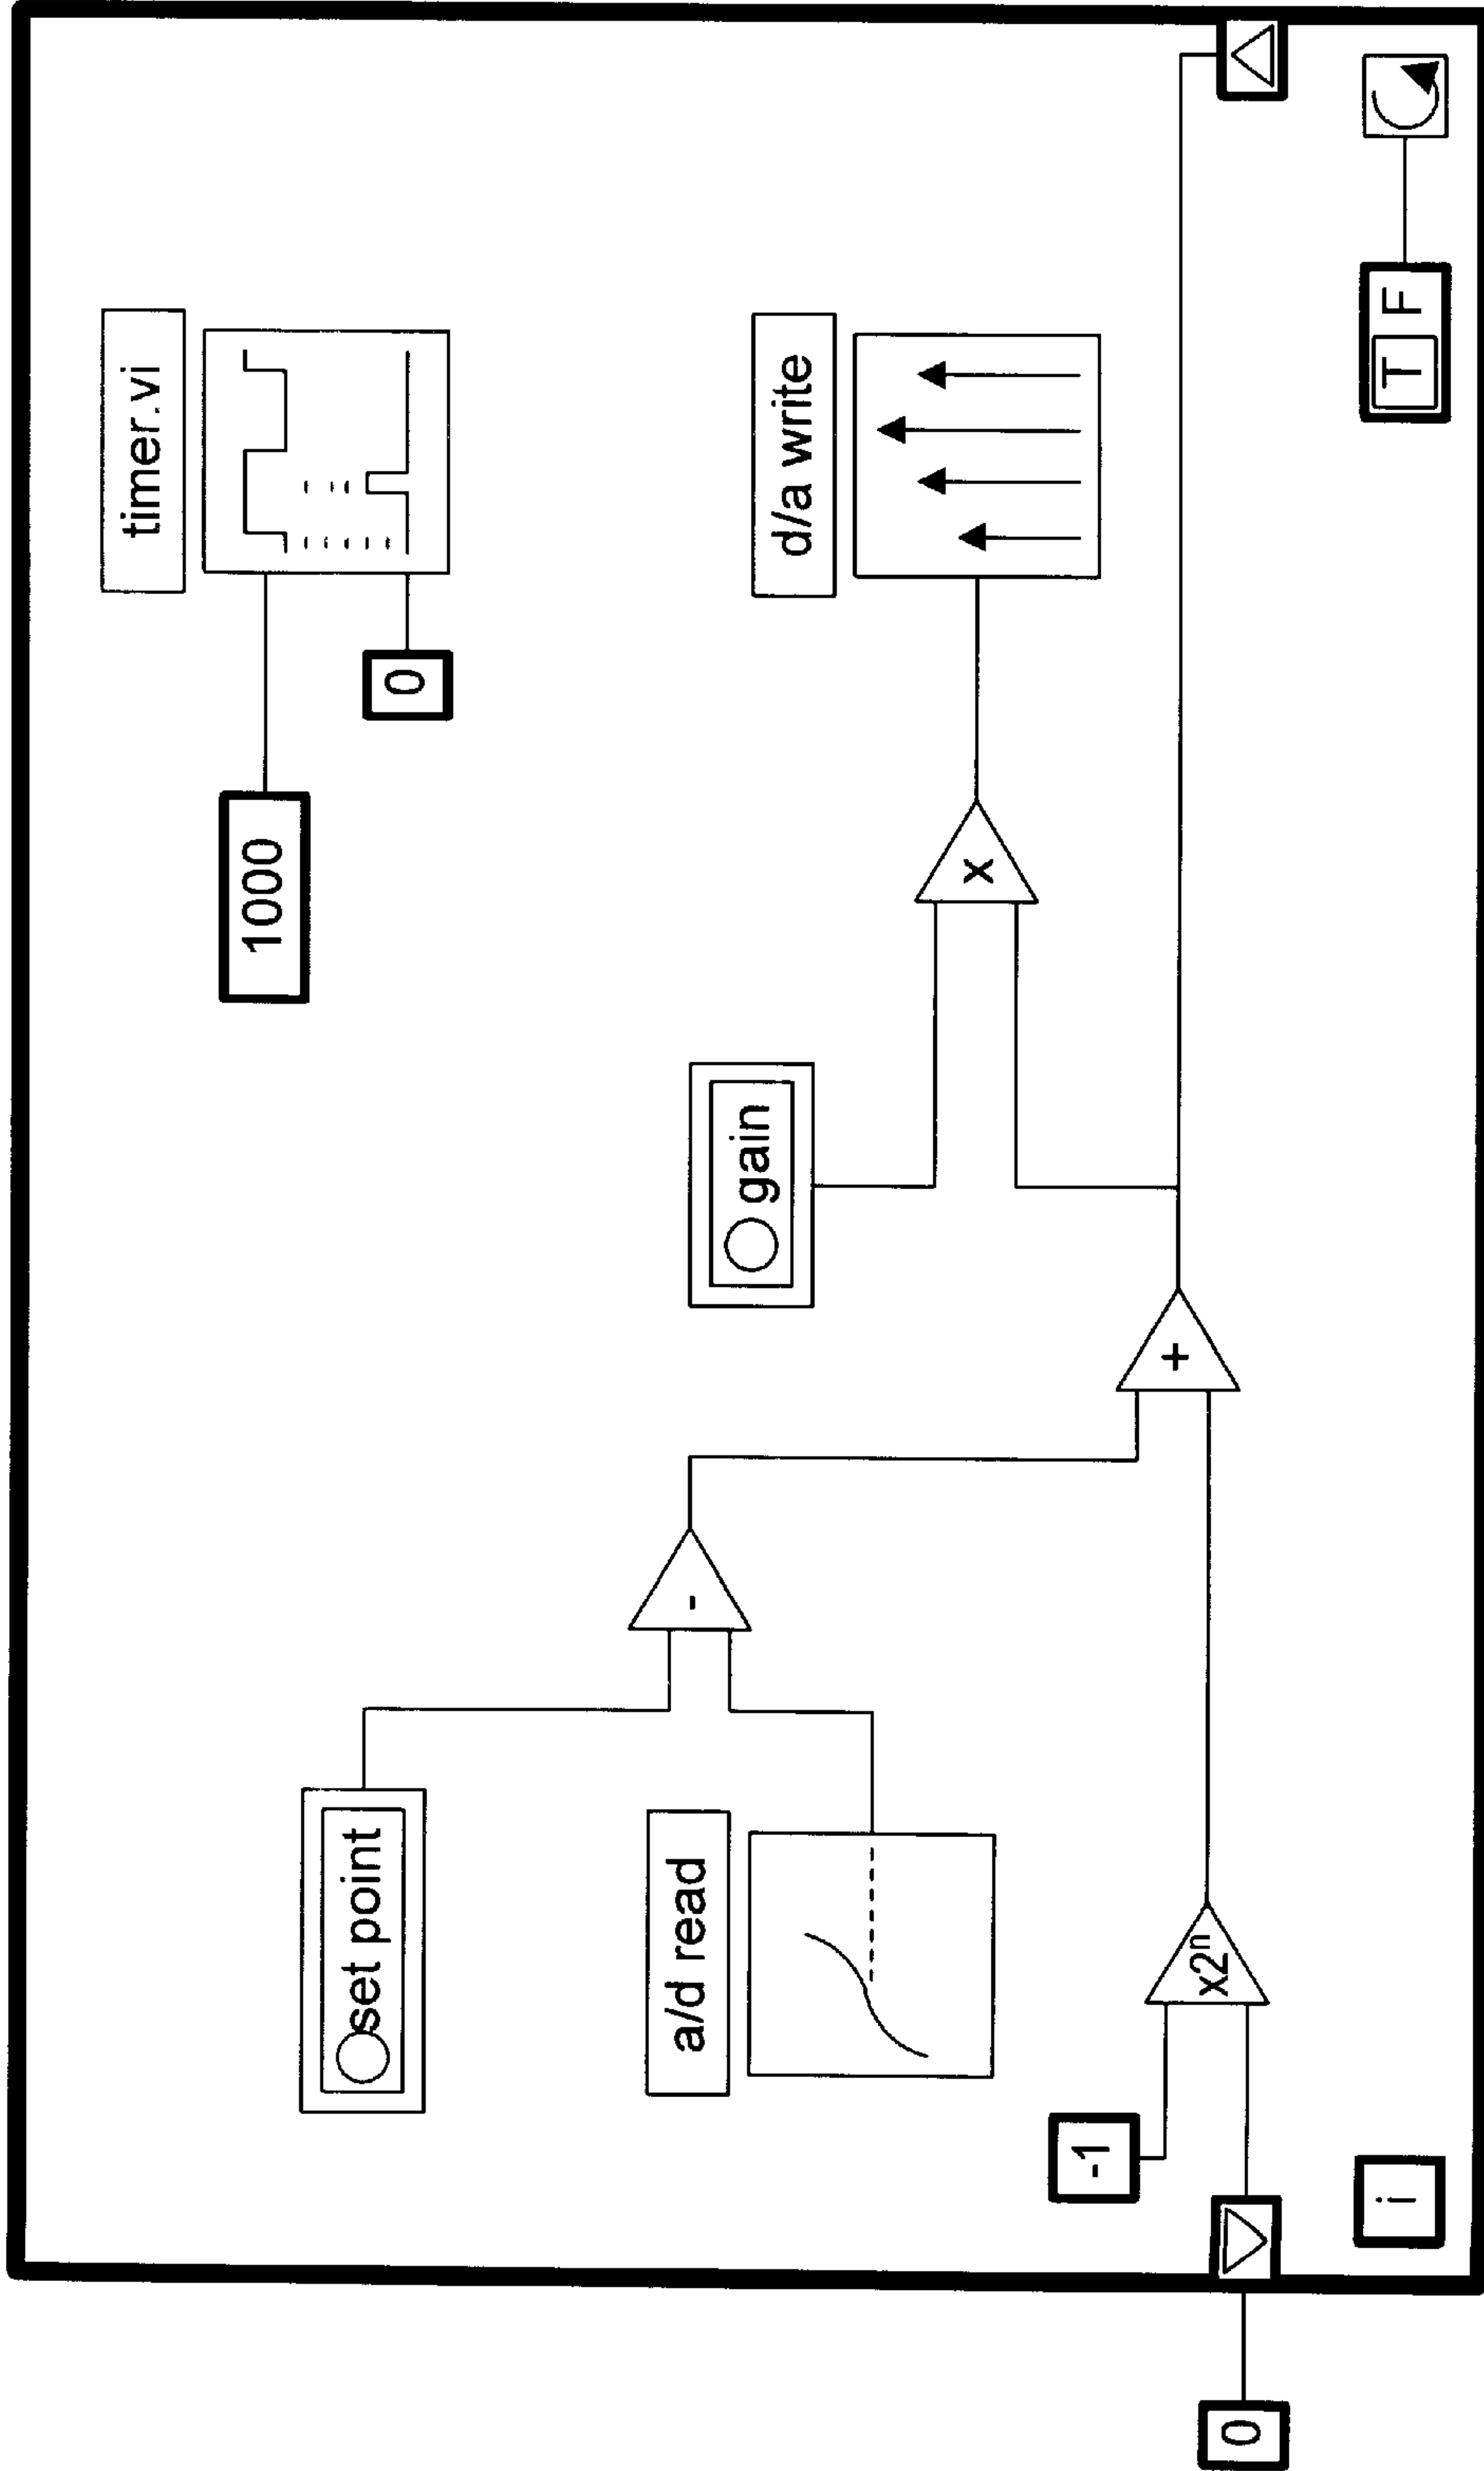 timer.vi
1000
0
set point
a/d read
gain
d/a write
-
x
+
-1
x2ⁿ
0
i
T F